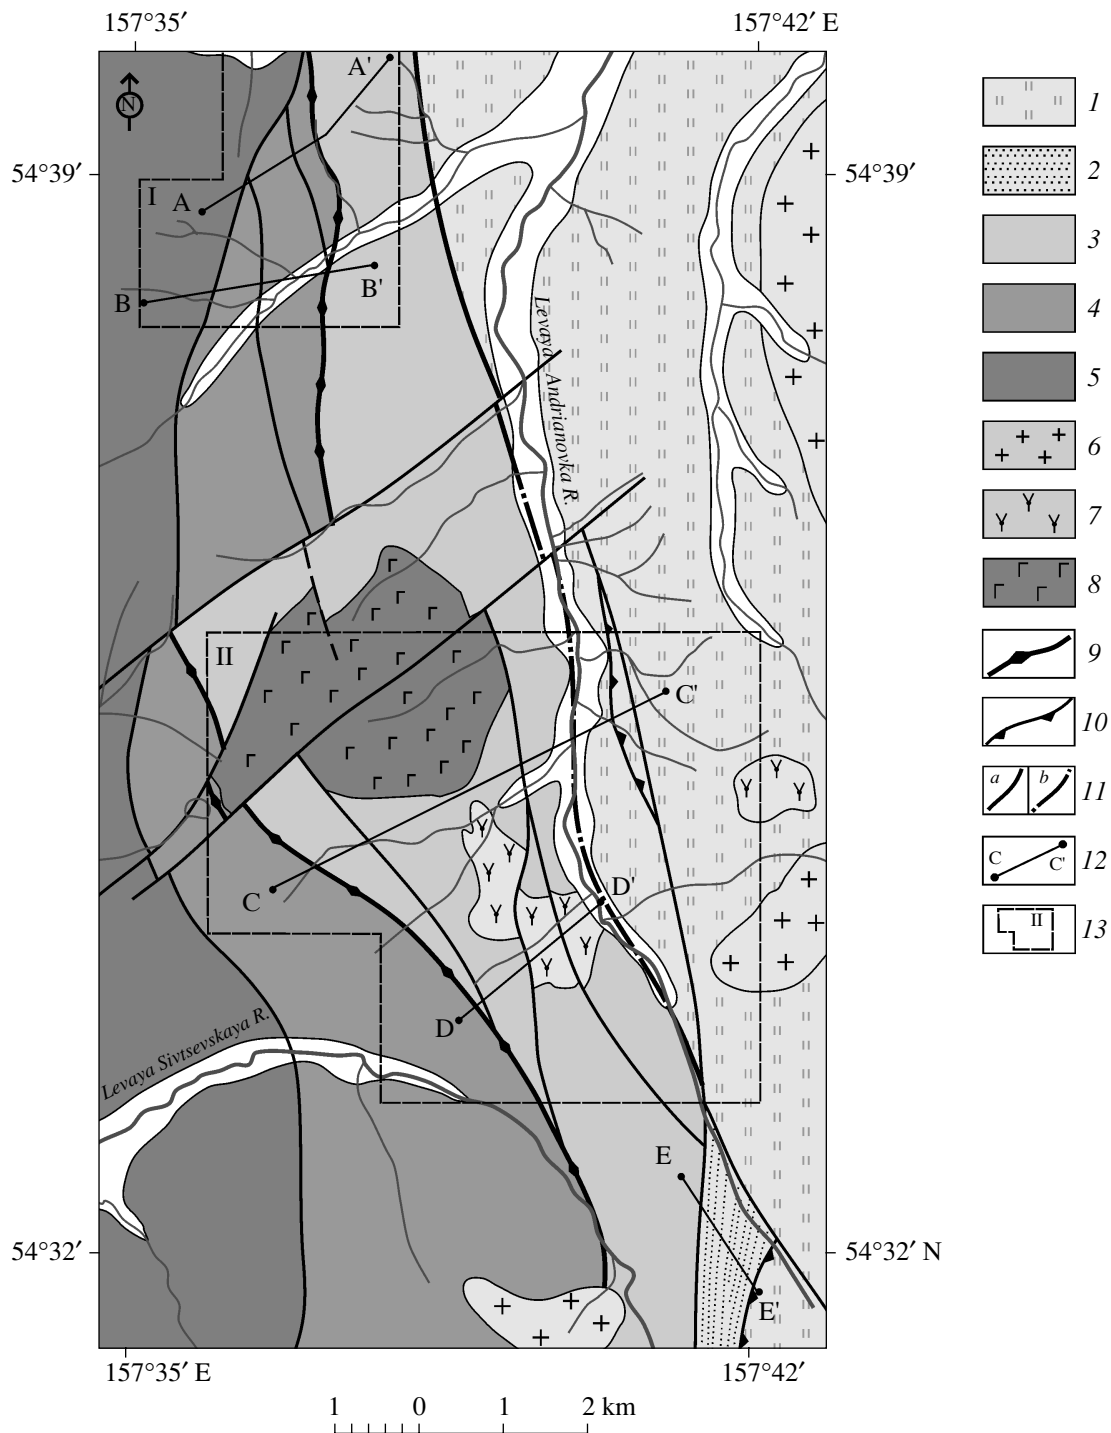 157°35′
157°42′ E
A'
N
1
54°39′
54°39′
2
I
A
3
B'
B
4
Levaya Andrianovka R.
5
6
7
8
II
9
C'
10
a
b
11
C
C'
12
D'
C
II
13
D
Levaya Sivtsevskaya R.
E
54°32′
54°32′ N
E'
157°35′ E
157°42′
1
0
1
2 km